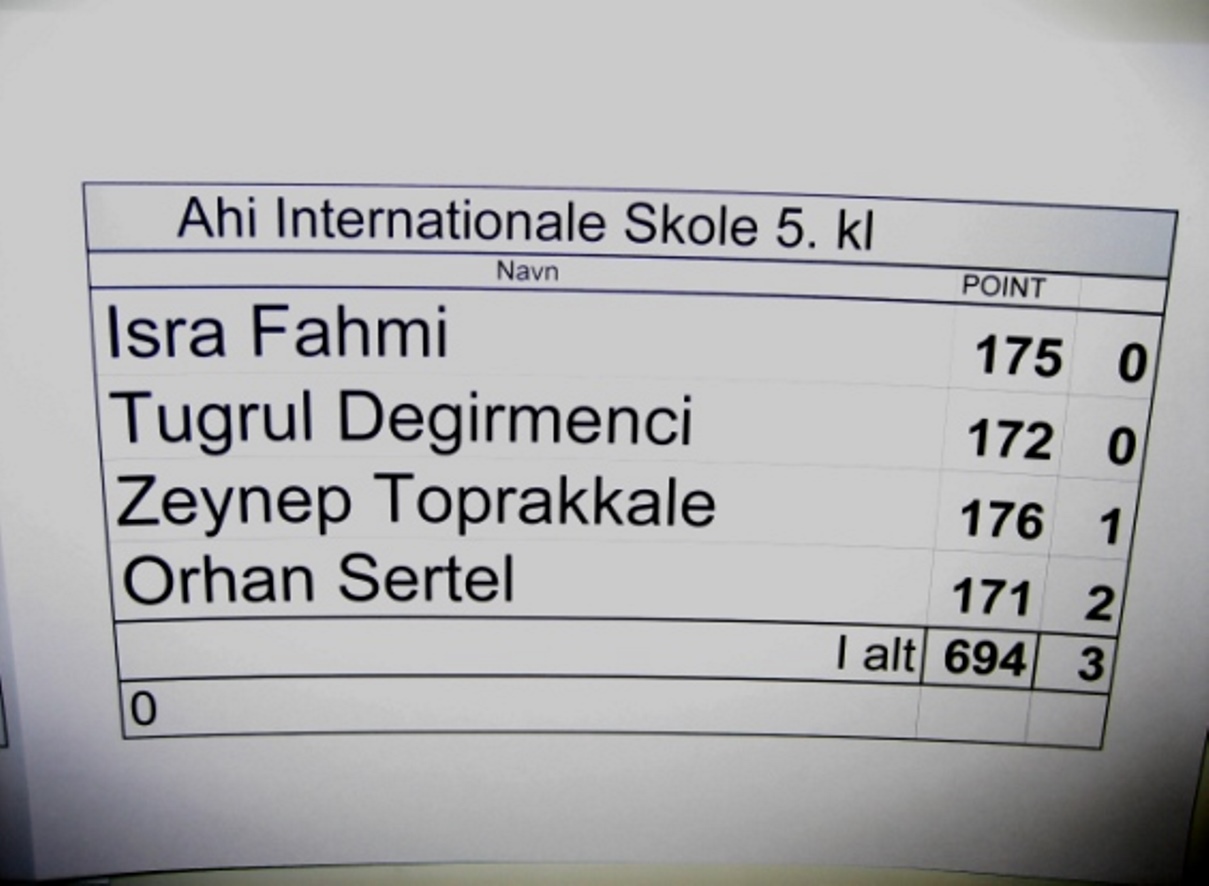 Ahi Internationale Skole 5. kl
Navn POINT
Isra Fahmi 175 0
Tugrul Degirmenci 172 0
Zeynep Toprakkale 176 1
Orhan Sertel 171 2
I alt 694 3
0